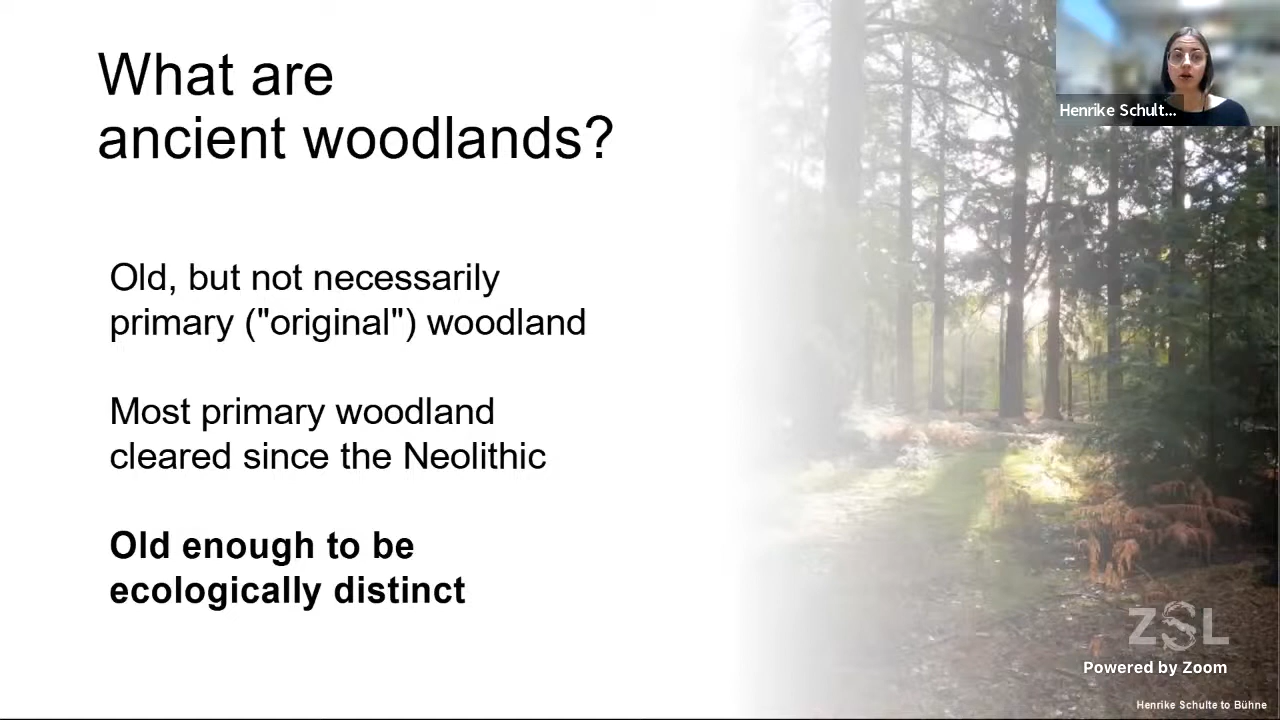 What are
ancient woodlands?
Henrike Schult...
Old, but not necessarily
primary ("original") woodland
Most primary woodland
cleared since the Neolithic
Old enough to be
ecologically distinct
ZSL
Powered by Zoom
Henrike Schulte to Bühne